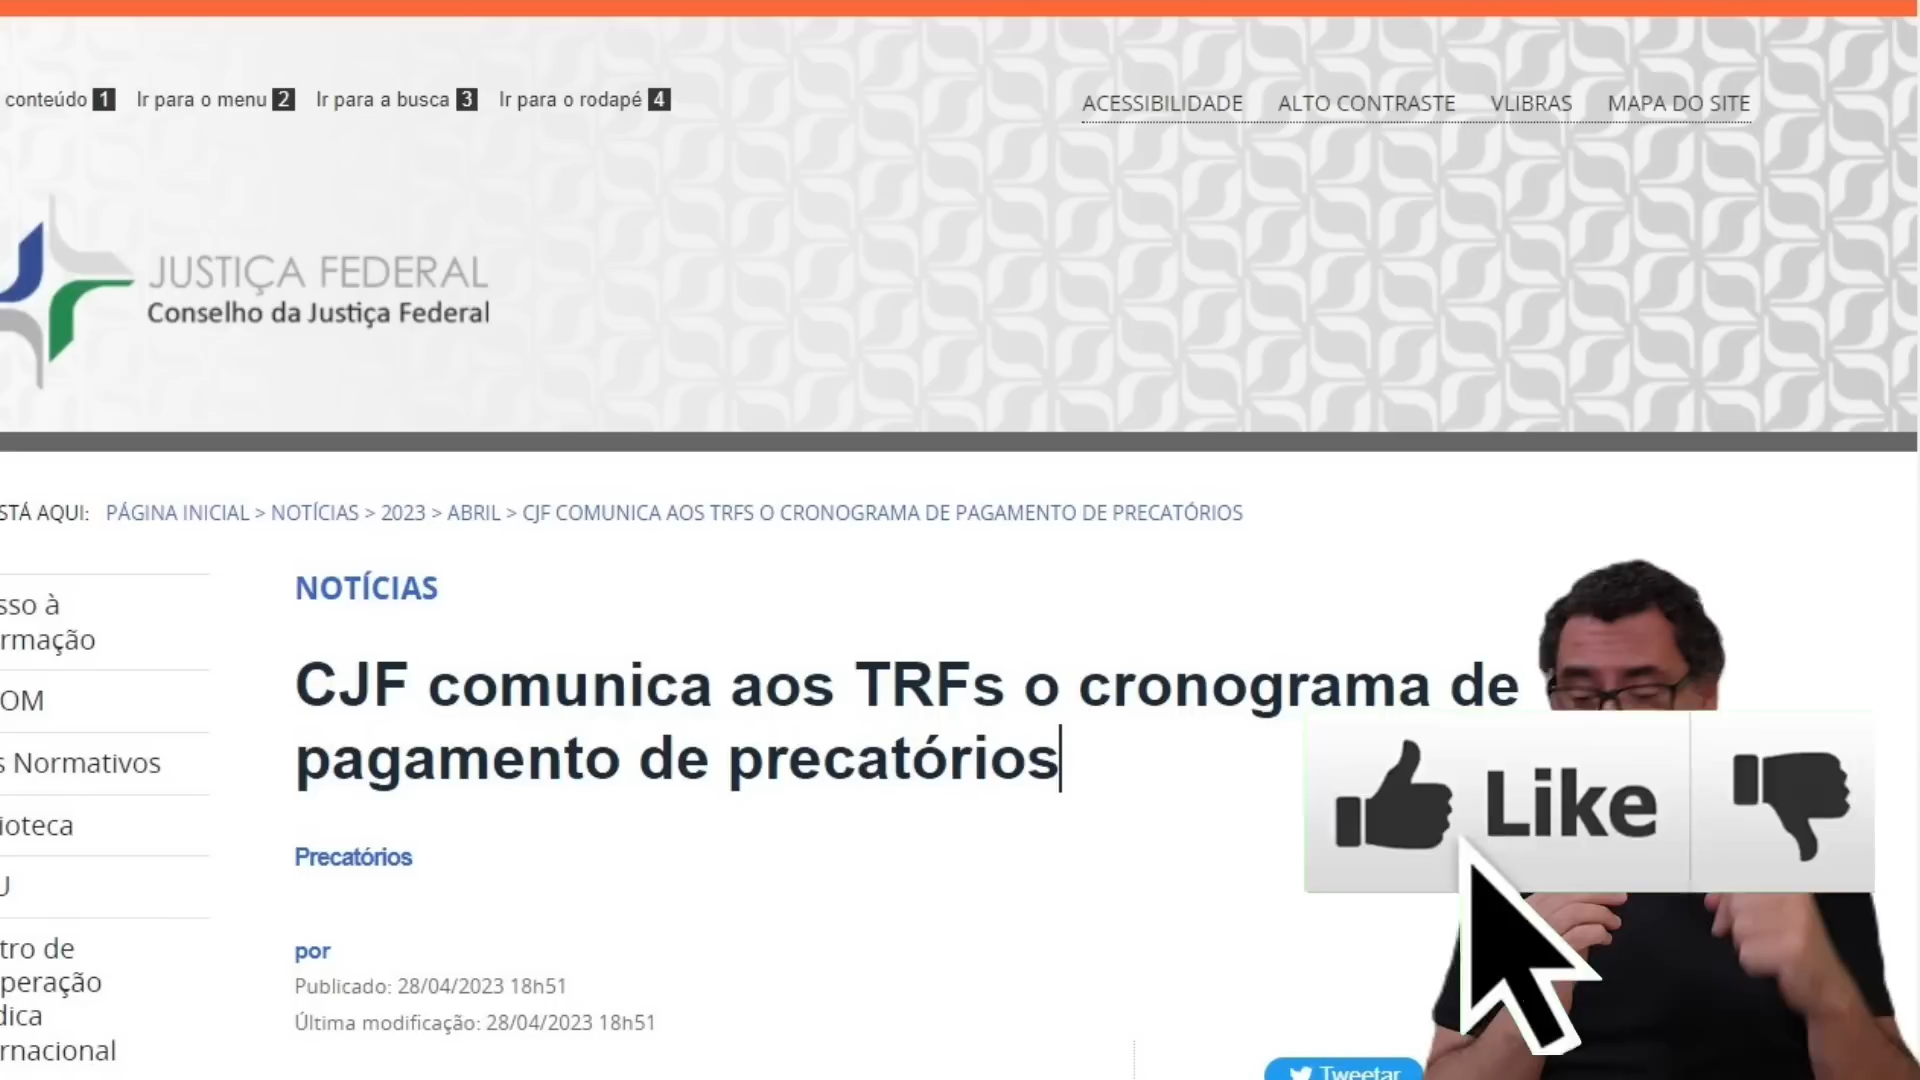 conteúdo 1 Ir para o menu 2 Ir para a busca 3 Ir para o rodapé 4
ACESSIBILIDADE ALTO CONTRASTE VLIBRAS MAPA DO SITE
JUSTIÇA FEDERAL
Conselho da Justiça Federal
STÁ AQUI: PÁGINA INICIAL > NOTÍCIAS > 2023 > ABRIL > CJF COMUNICA AOS TRFS O CRONOGRAMA DE PAGAMENTO DE PRECATÓRIOS
sso à
rmação
OM
s Normativos
ioteca
U
tro de
peração
dica
rnacional
NOTÍCIAS
CJF comunica aos TRFs o cronograma de
pagamento de precatórios
Precatórios
por
Publicado: 28/04/2023 18h51
Última modificação: 28/04/2023 18h51
Like
Tweetar